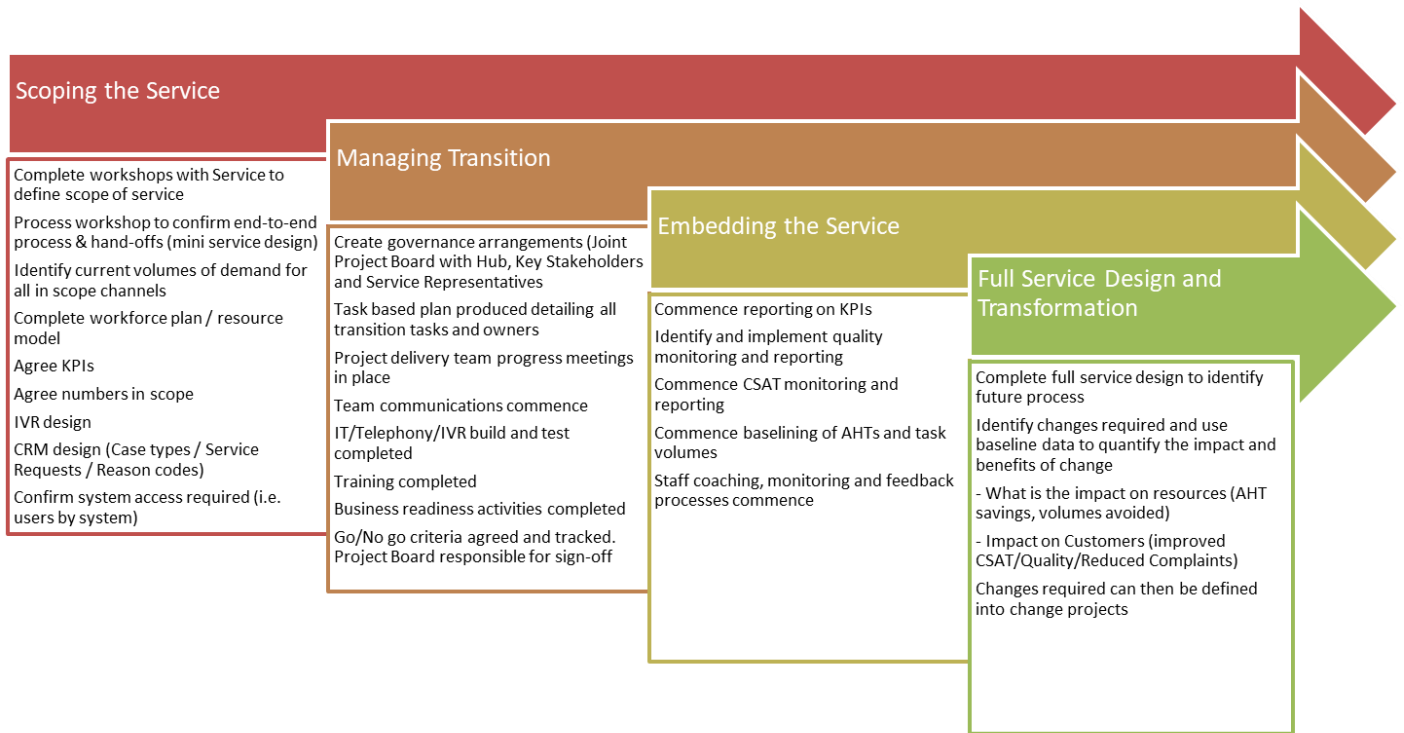 Scoping the Service
Complete workshops with Service to
define scope of service
Process workshop to confirm end-to-end
process & hand-offs (mini service design)
Identify current volumes of demand for
all in scope channels
Complete workforce plan / resource
model
Agree KPIs
Agree numbers in scope
IVR design
CRM design (Case types / Service
Requests / Reason codes)
Confirm system access required (i.e.
users by system)
Managing Transition
Create governance arrangements (Joint
Project Board with Hub, Key Stakeholders
and Service Representatives
Task based plan produced detailing all
transition tasks and owners
Project delivery team progress meetings
in place
Team communications commence
IT/Telephony/IVR build and test
completed
Training completed
Business readiness activities completed
Go/No go criteria agreed and tracked.
Project Board responsible for sign-off
Embedding the Service
Commence reporting on KPIs
Identify and implement quality
monitoring and reporting
Commence CSAT monitoring and
reporting
Commence baselining of AHTs and task
volumes
Staff coaching, monitoring and feedback
processes commence
Full Service Design and
Transformation
Complete full service design to identify
future process
Identify changes required and use
baseline data to quantify the impact and
benefits of change
- What is the impact on resources (AHT
savings, volumes avoided)
- Impact on Customers (improved
CSAT/Quality/Reduced Complaints)
Changes required can then be defined
into change projects